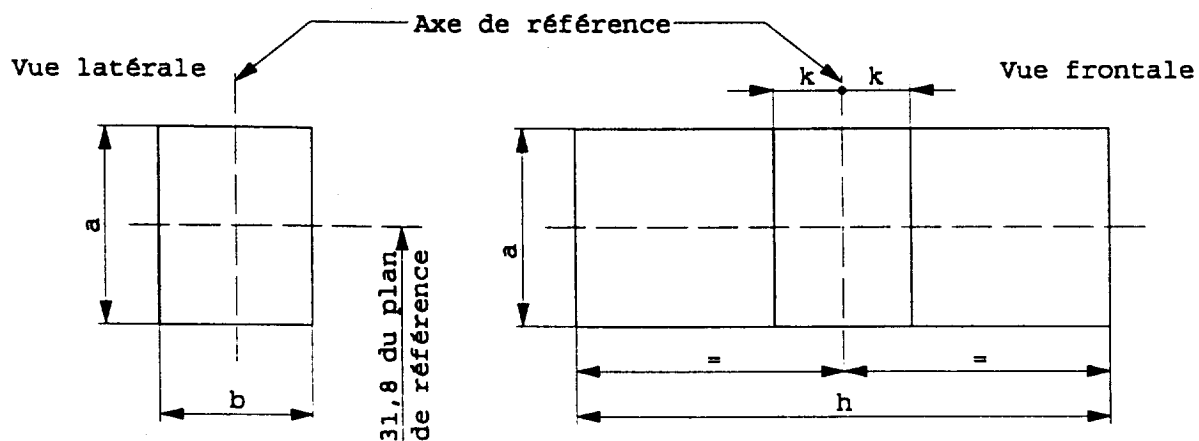 Axe de référence
Vue latérale
Vue frontale
k
k
a
b
31,8 du plan
de référence
a
=
=
h